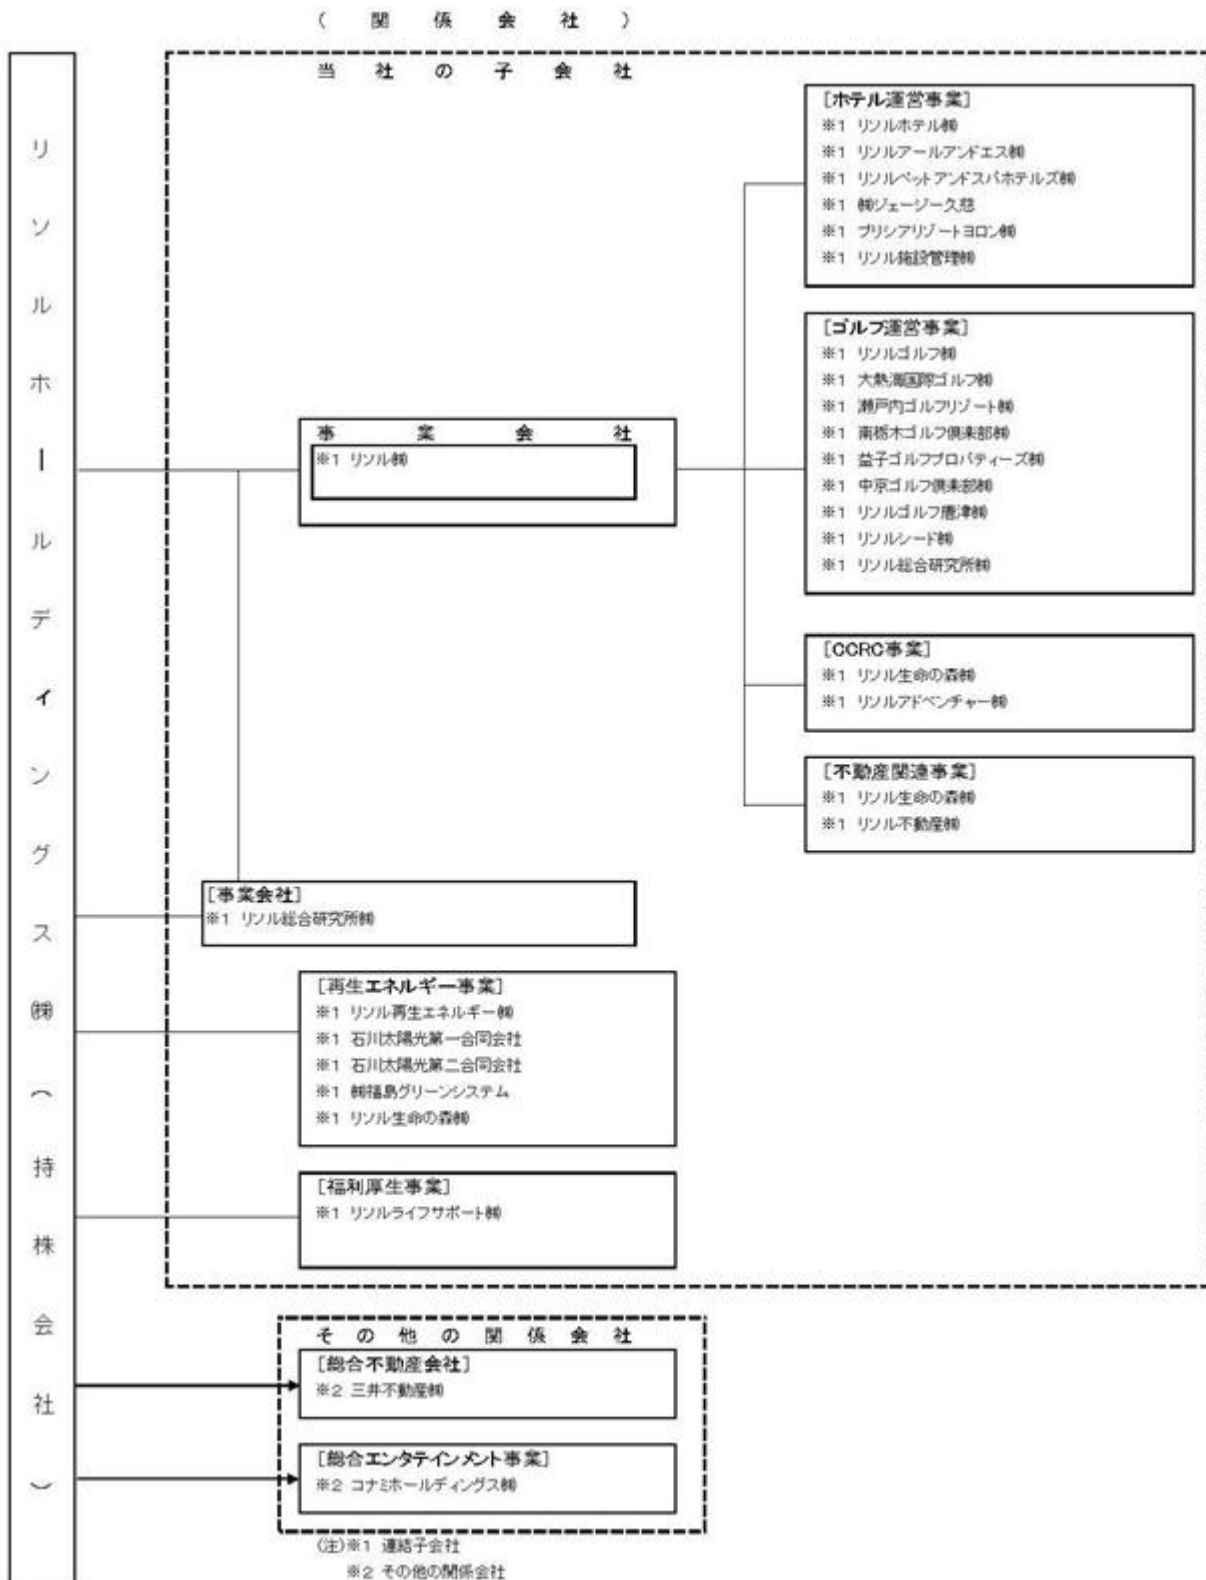 (関係会社)
当社の子会社
リソルホールディングス㈱(持株会社)
[ホテル運営事業]
※1 リソルホテル㈱
※1 リソルアールアンドエス㈱
※1 リソルペットアンドスパホテルズ㈱
※1 ㈱ジェージー久慈
※1 プリシアリゾートヨロン㈱
※1 リソル施設管理㈱
[ゴルフ運営事業]
※1 リソルゴルフ㈱
※1 大熱海国際ゴルフ㈱
※1 瀬戸内ゴルフリゾート㈱
※1 南栃木ゴルフ倶楽部㈱
※1 益子ゴルフプロパティーズ㈱
※1 中京ゴルフ倶楽部㈱
※1 リソルゴルフ唐津㈱
※1 リソルシード㈱
※1 リソル総合研究所㈱
事業会社
※1 リソル㈱
[CCRC事業]
※1 リソル生命の森㈱
※1 リソルアドベンチャー㈱
[不動産関連事業]
※1 リソル生命の森㈱
※1 リソル不動産㈱
[事業会社]
※1 リソル総合研究所㈱
[再生エネルギー事業]
※1 リソル再生エネルギー㈱
※1 石川太陽光第一合同会社
※1 石川太陽光第二合同会社
※1 ㈱福島グリーンシステム
※1 リソル生命の森㈱
[福利厚生事業]
※1 リソルライフサポート㈱
その他の関係会社
[総合不動産会社]
※2 三井不動産㈱
[総合エンタテインメント事業]
※2 コナミホールディングス㈱
(注)※1 連結子会社
※2 その他の関係会社